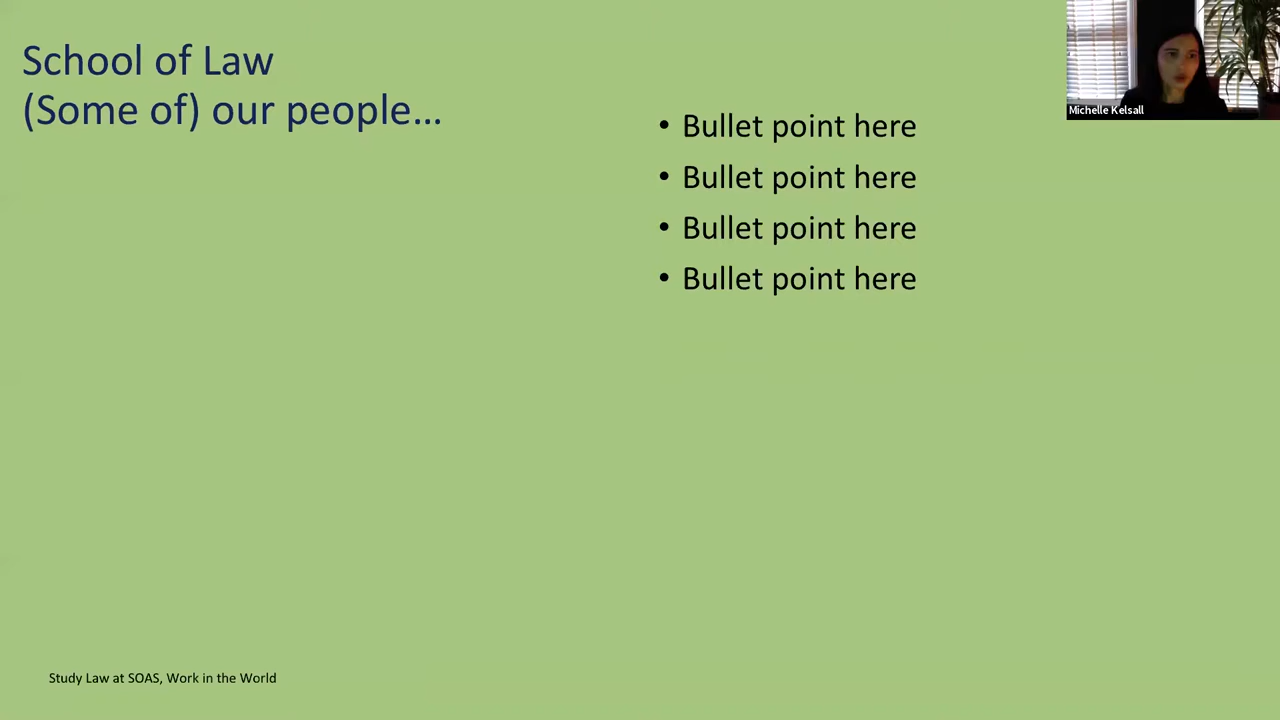 School of Law
(Some of) our people…
• Bullet point here
• Bullet point here
• Bullet point here
• Bullet point here
Michelle Kelsall
Study Law at SOAS, Work in the World